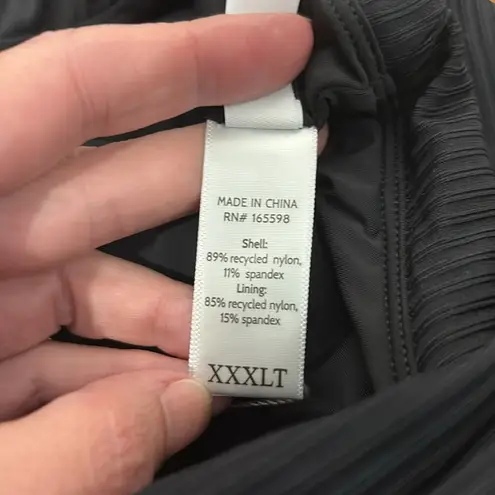 MADE IN CHINA
RN# 165598
Shell:
89% recycled nylon,
11% spandex
Lining:
85% recycled nylon,
15% spandex
XXXLT